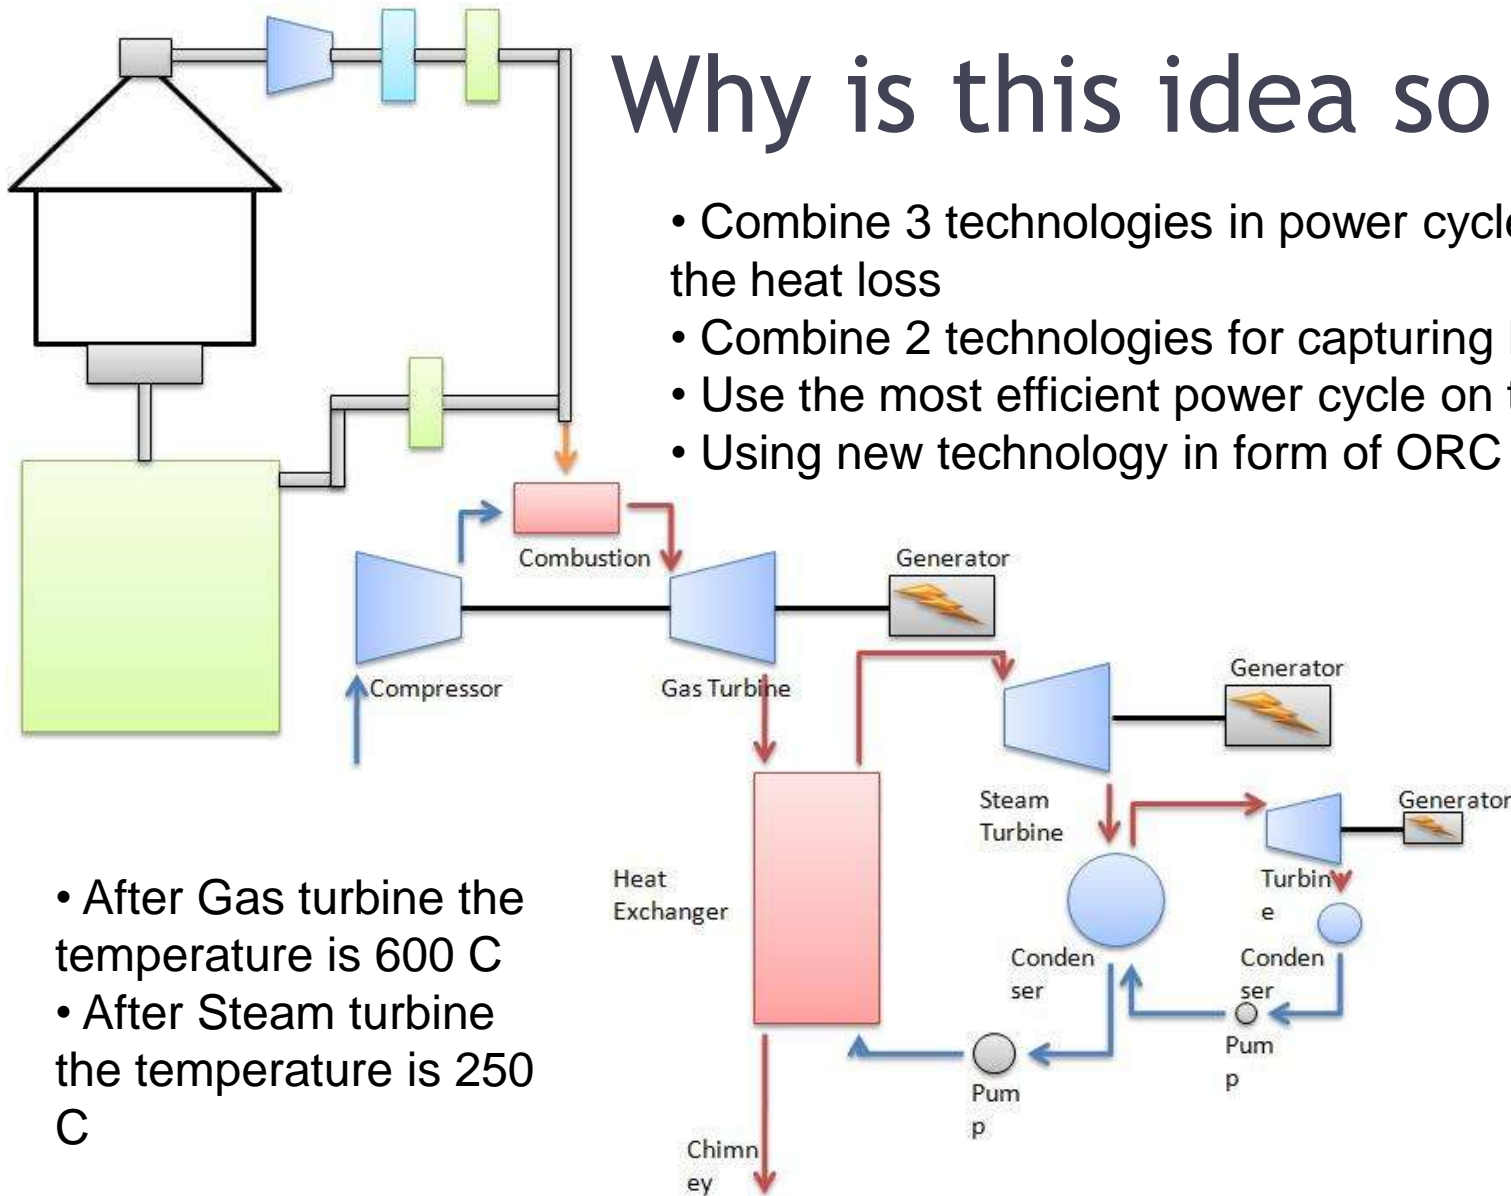 Why is this idea so
• Combine 3 technologies in power cycle
the heat loss
• Combine 2 technologies for capturing
• Use the most efficient power cycle on
• Using new technology in form of ORC
Combustion
Generator
Compressor
Gas Turbine
Generator
Steam
Turbine
Generator
Heat
Exchanger
Turbin
e
Conden
ser
Conden
ser
Pum
p
Pum
p
Chimn
ey
• After Gas turbine the
temperature is 600 C
• After Steam turbine
the temperature is 250
C